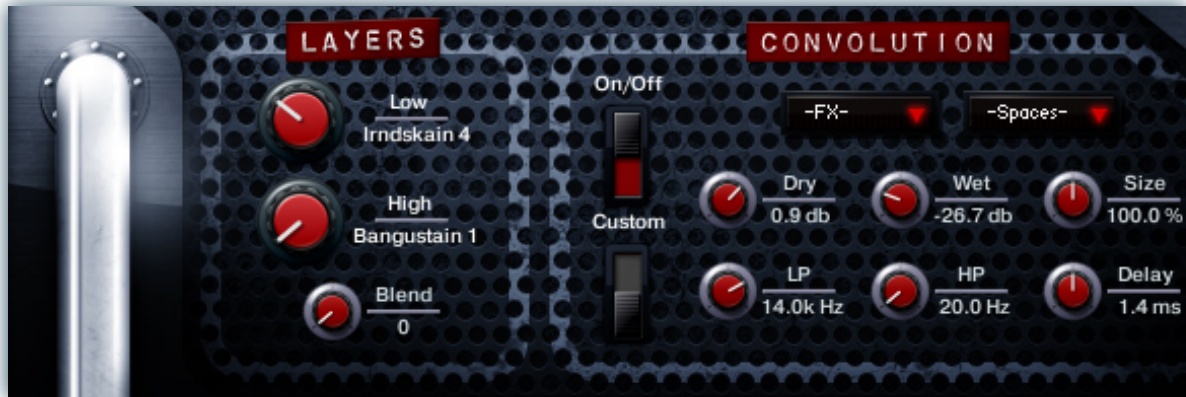 LAYERS
Low
Irndskain 4
High
Bangustain 1
Blend
0
CONVOLUTION
On/Off
-FX-
-Spaces-
Custom
Dry
0.9 db
Wet
-26.7 db
Size
100.0 %
LP
14.0k Hz
HP
20.0 Hz
Delay
1.4 ms